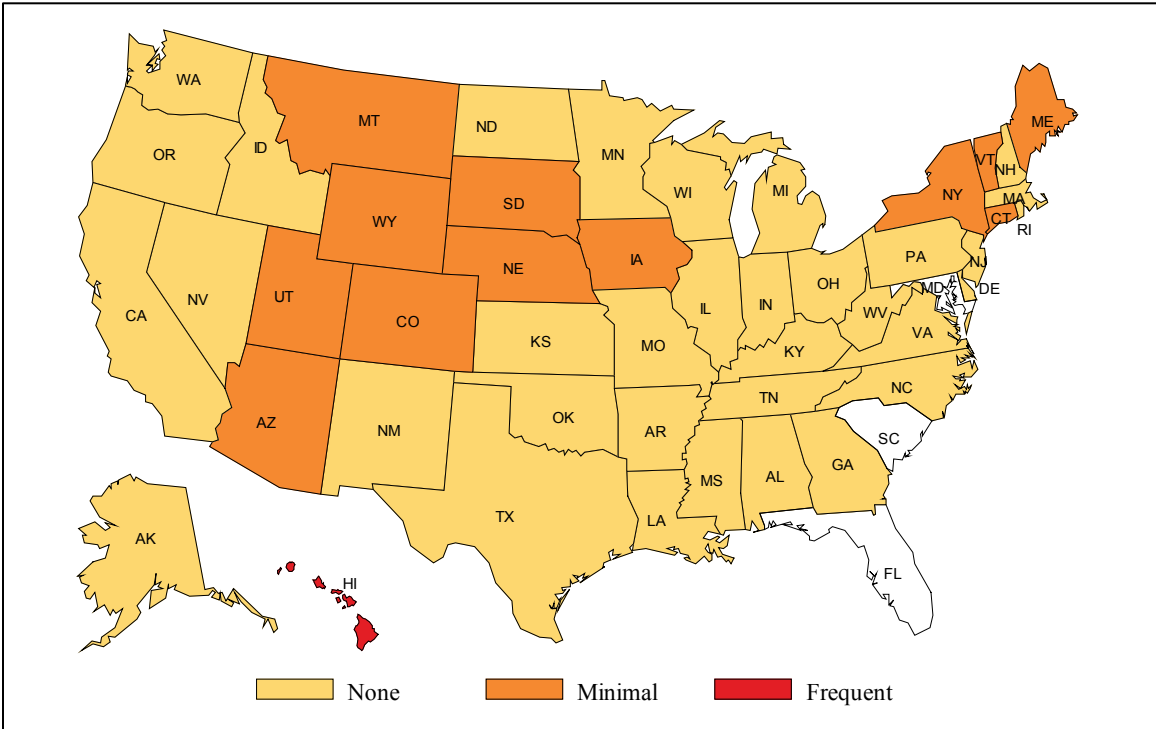 WA
MT
ND
MN
ME
VT
NH
OR
ID
WI
MI
NY
MA
SD
WY
CT
RI
IA
NE
PA
NJ
OH
MD
DE
NV
UT
IL
IN
WV
CA
CO
VA
KS
MO
KY
NC
TN
AZ
NM
OK
AR
SC
GA
MS
AL
TX
LA
AK
FL
HI
None Minimal Frequent